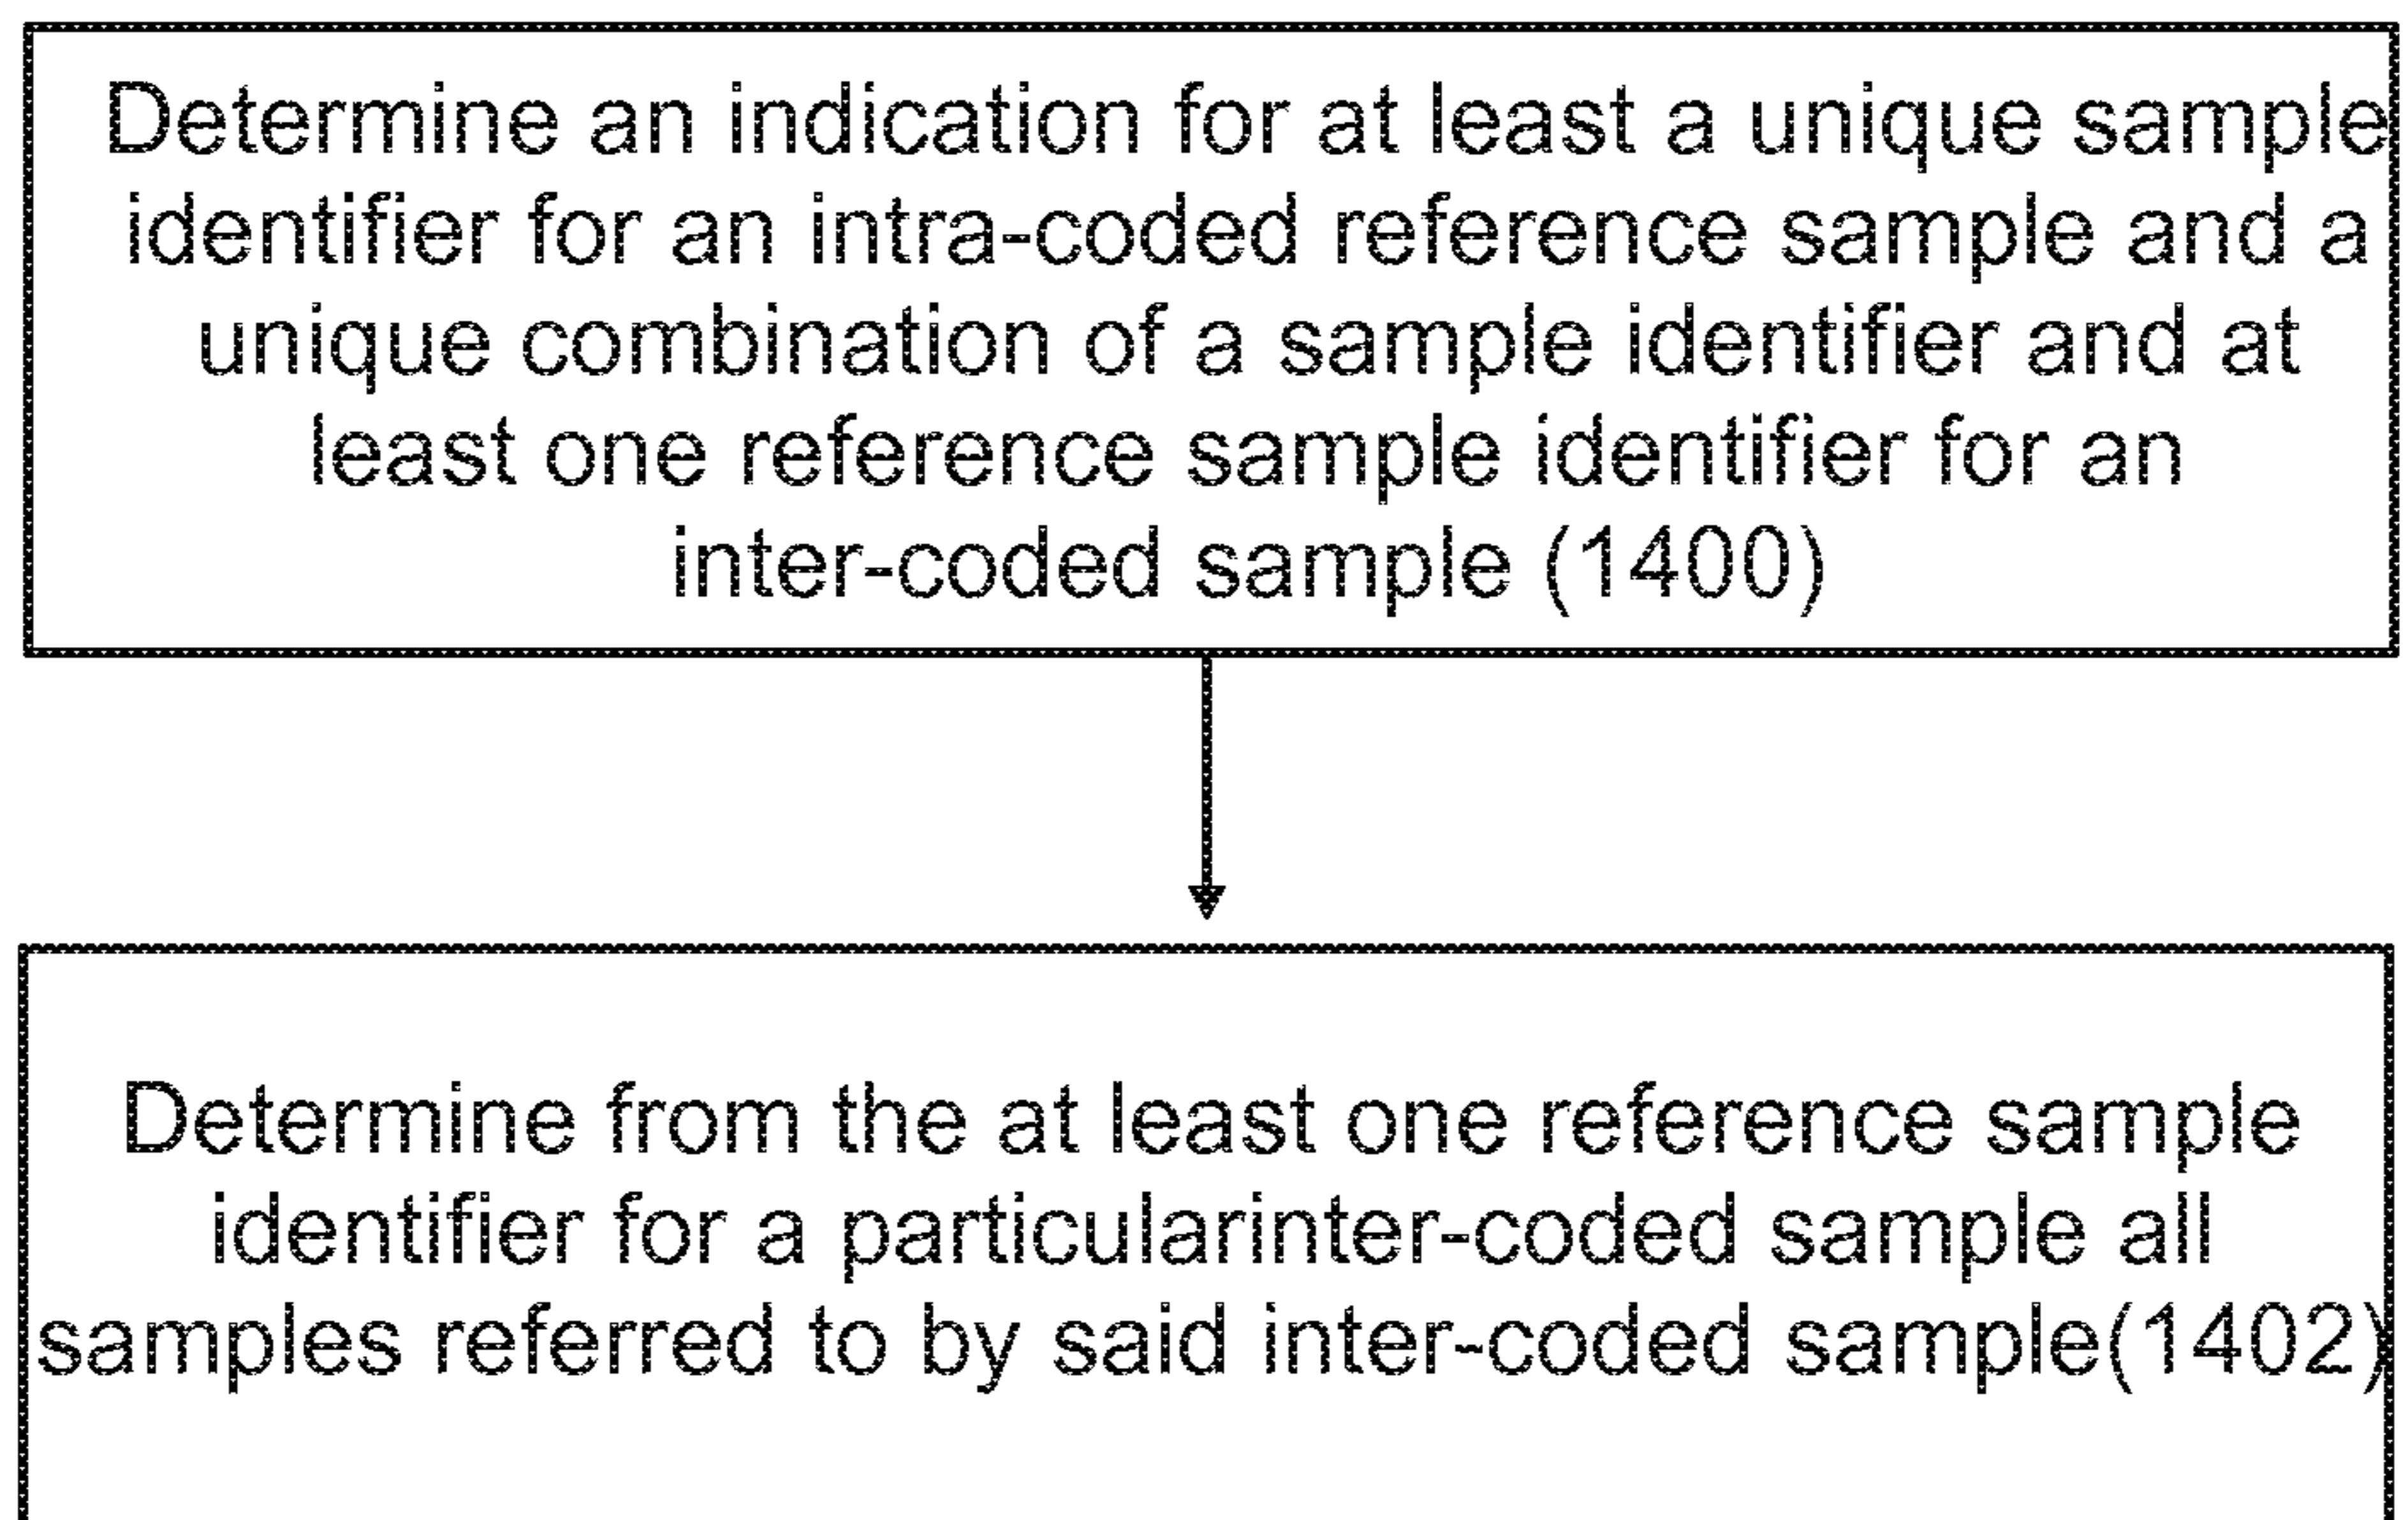 Determine an indication for at least a unique sample
identifier for an intra-coded reference sample and a
unique combination of a sample identifier and at
least one reference sample identifier for an
inter-coded sample (1400)
Determine from the at least one reference sample
identifier for a particularinter-coded sample all
samples referred to by said inter-coded sample(1402)